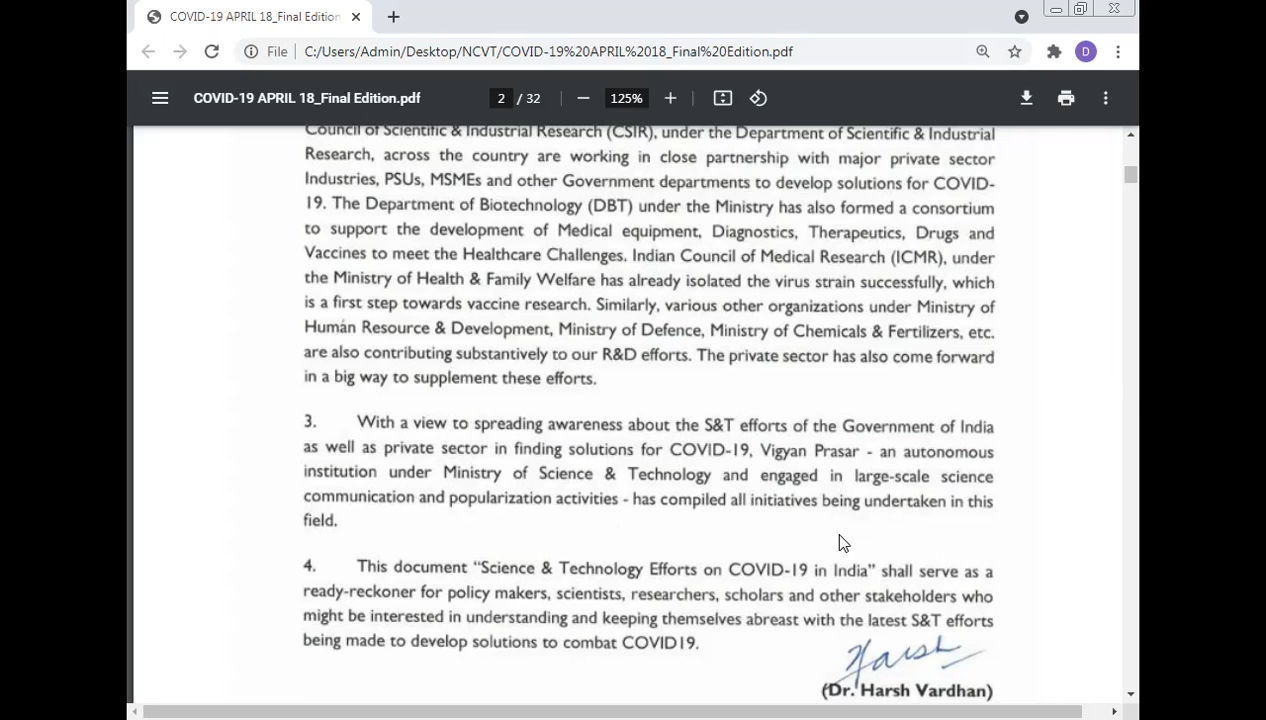 COVID-19 APRIL 18_Final Edition
File
C:/Users/Admin/Desktop/NCVT/COVID-19%20APRIL%2018_Final%20Edition.pdf
D
COVID-19 APRIL 18_Final Edition.pdf
2 / 32
125%
Council of Scientific & Industrial Research (CSIR), under the Department of Scientific & Industrial
Research, across the country are working in close partnership with major private sector
Industries, PSUs, MSMEs and other Government departments to develop solutions for COVID-
19. The Department of Biotechnology (DBT) under the Ministry has also formed a consortium
to support the development of Medical equipment, Diagnostics, Therapeutics, Drugs and
Vaccines to meet the Healthcare Challenges. Indian Council of Medical Research (ICMR), under
the Ministry of Health & Family Welfare has already isolated the virus strain successfully, which
is a first step towards vaccine research. Similarly, various other organizations under Ministry of
Human Resource & Development, Ministry of Defence, Ministry of Chemicals & Fertilizers, etc.
are also contributing substantively to our R&D efforts. The private sector has also come forward
in a big way to supplement these efforts.
3. With a view to spreading awareness about the S&T efforts of the Government of India
as well as private sector in finding solutions for COVID-19, Vigyan Prasar - an autonomous
institution under Ministry of Science & Technology and engaged in large-scale science
communication and popularization activities - has compiled all initiatives being undertaken in this
field.
4. This document “Science & Technology Efforts on COVID-19 in India” shall serve as a
ready-reckoner for policy makers, scientists, researchers, scholars and other stakeholders who
might be interested in understanding and keeping themselves abreast with the latest S&T efforts
being made to develop solutions to combat COVID19.
Harsh
(Dr. Harsh Vardhan)